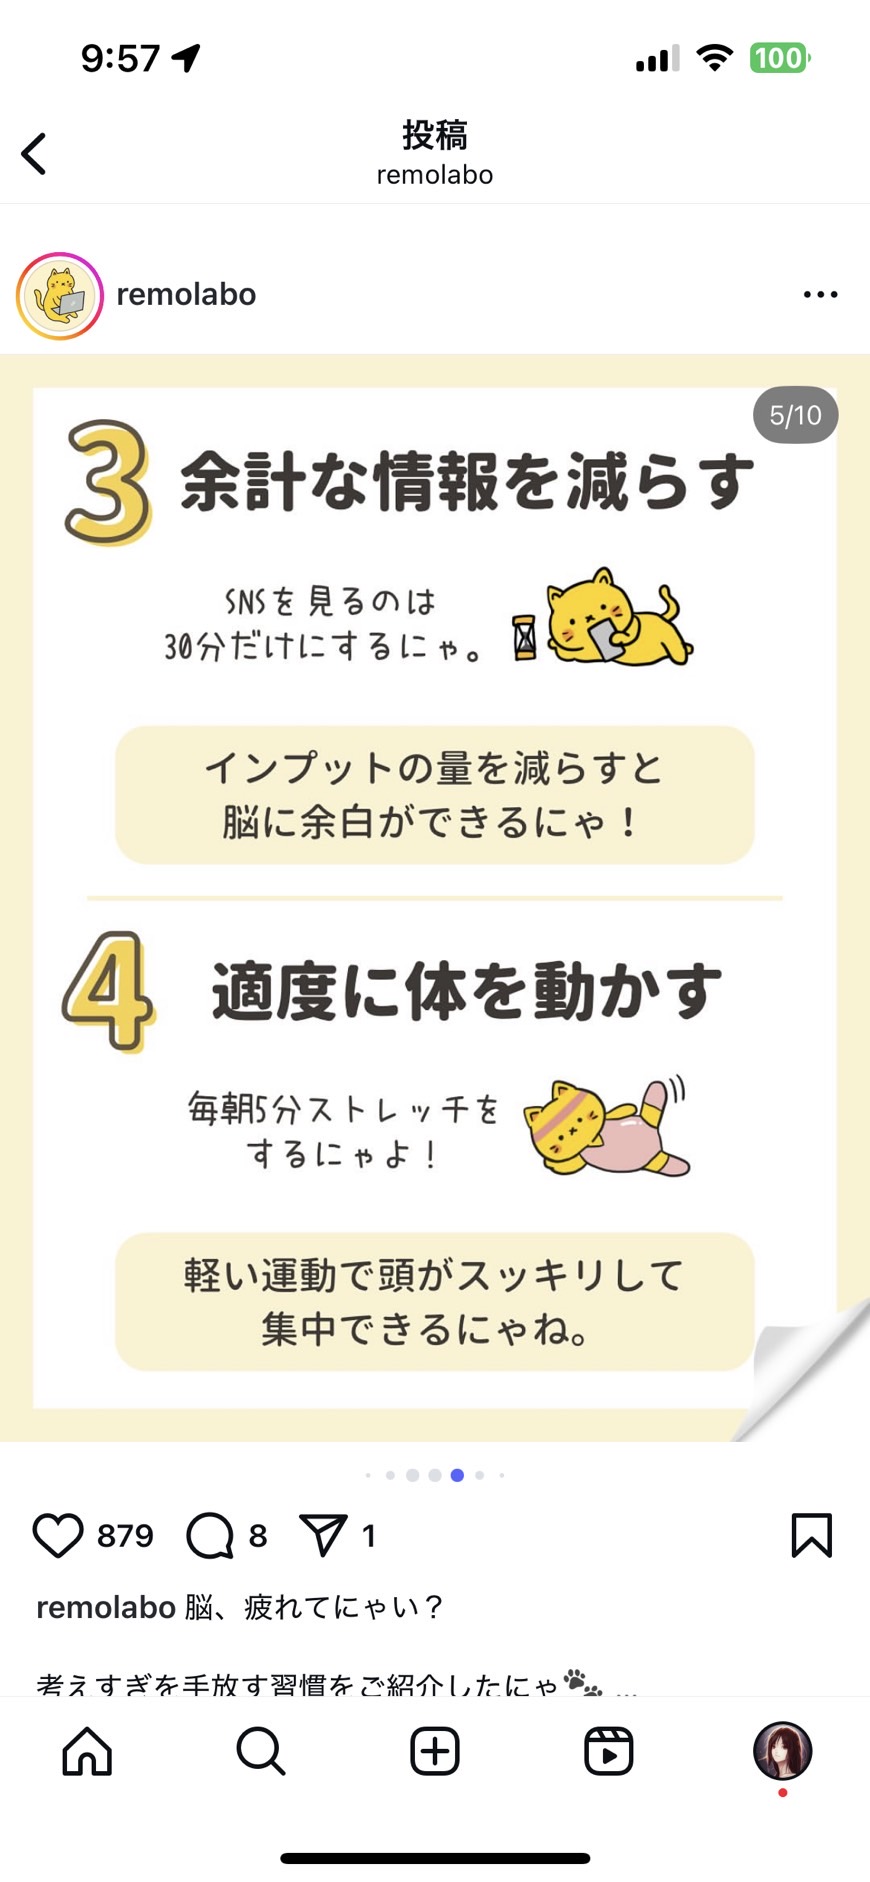 9:57
100
投稿
remolabo
remolabo
5/10
3 余計な情報を減らす
SNSを見るのは
30分だけにするにゃ。
インプットの量を減らすと
脳に余白ができるにゃ！
4 適度に体を動かす
毎朝5分ストレッチを
するにゃよ！
軽い運動で頭がスッキリして
集中できるにゃね。
879 8 1
remolabo 脳、疲れてにゃい？
考えすぎを手放す習慣をご紹介したにゃ🐾 ...